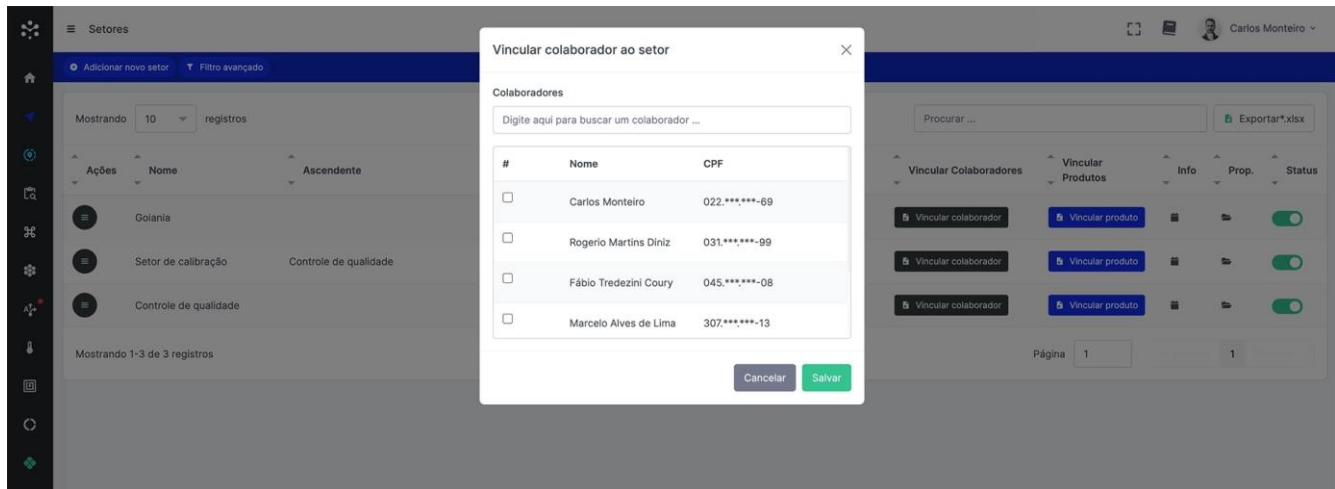 Setores
Carlos Monteiro
Adicionar novo setor
Filtro avançado
Mostrando 10 registros
Procurar ...
Exportar*.xlsx
Ações Nome Ascendente Vincular Colaboradores Vincular Produtos Info Prop. Status
Goiania Vincular colaborador Vincular produto
Setor de calibração Controle de qualidade Vincular colaborador Vincular produto
Controle de qualidade Vincular colaborador Vincular produto
Mostrando 1-3 de 3 registros
Página 1 1
Vincular colaborador ao setor
Colaboradores
Digite aqui para buscar um colaborador ...
# Nome CPF
Carlos Monteiro 022.***.***-69
Rogerio Martins Diniz 031.***.***-99
Fábio Tredezini Coury 045.***.***-08
Marcelo Alves de Lima 307.***.***-13
Cancelar Salvar